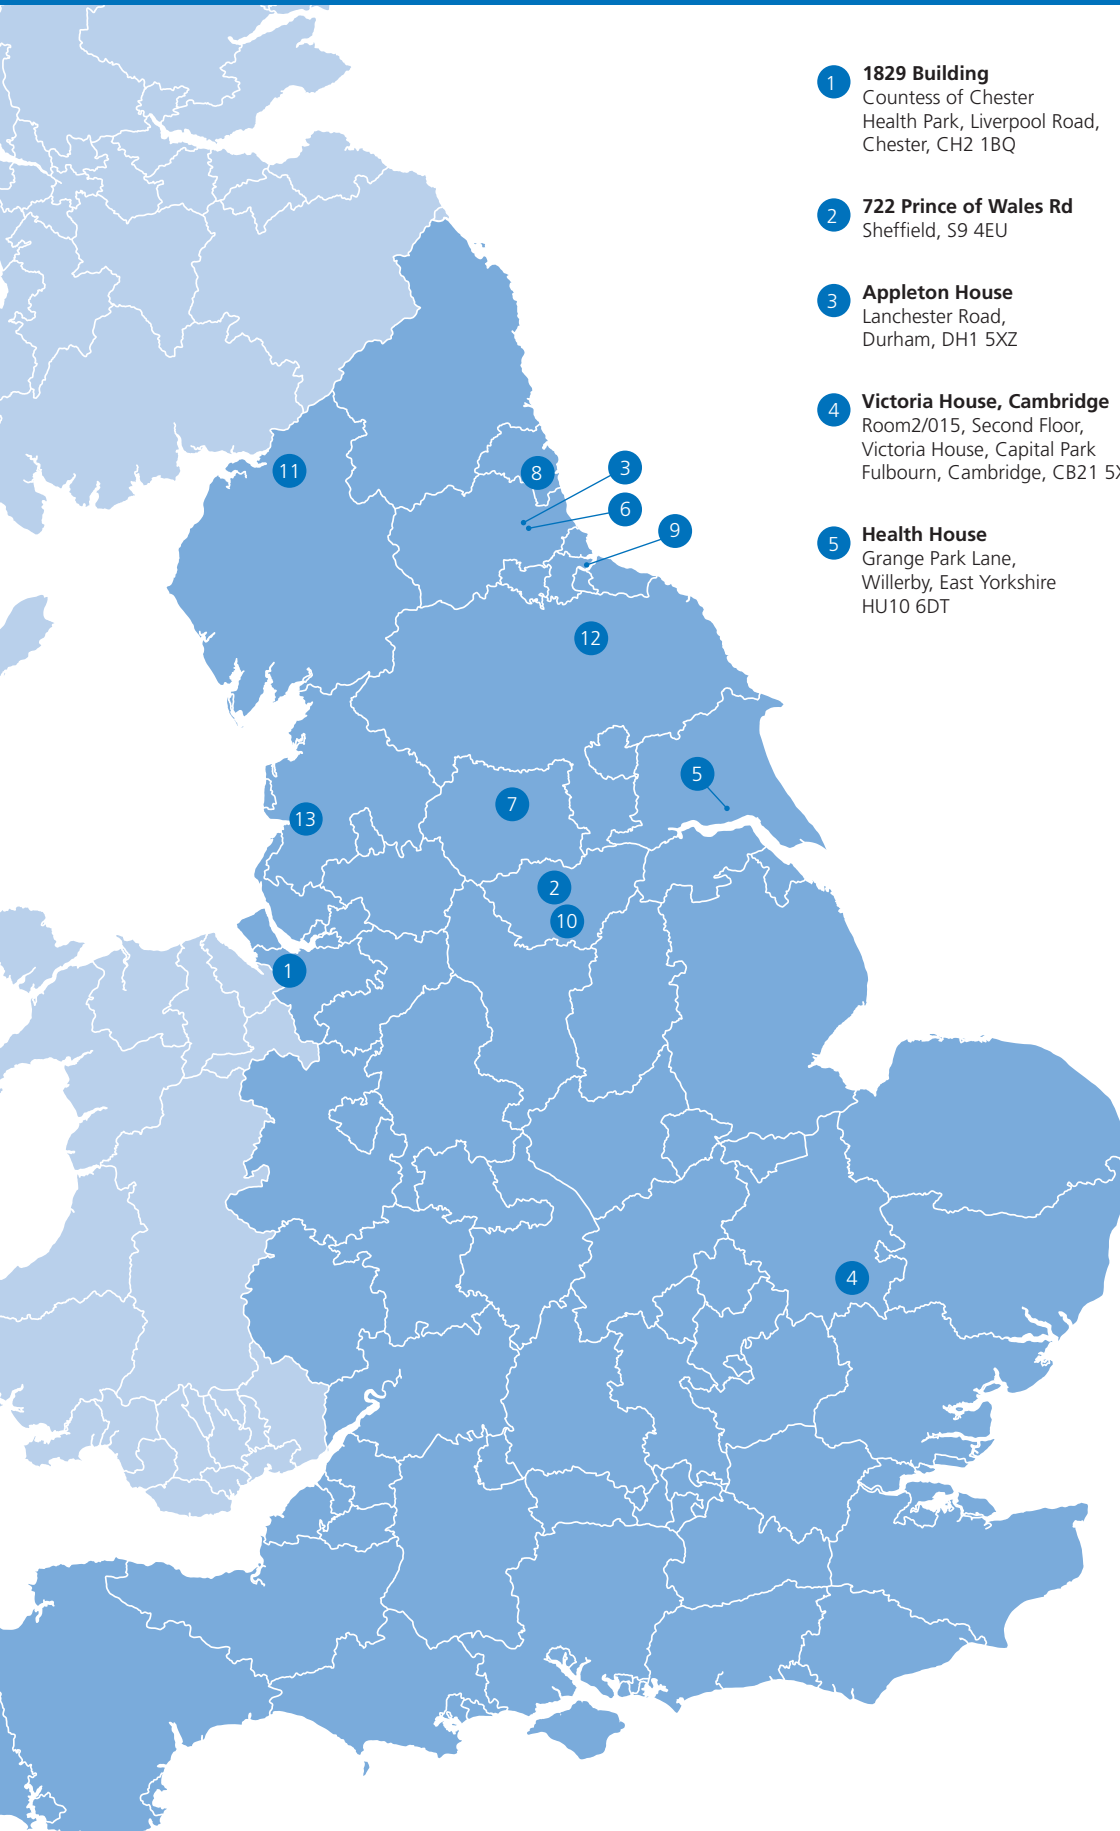 1
1829 Building
Countess of Chester
Health Park, Liverpool Road,
Chester, CH2 1BQ
2
722 Prince of Wales Rd
Sheffield, S9 4EU
3
Appleton House
Lanchester Road,
Durham, DH1 5XZ
4
Victoria House, Cambridge
Room2/015, Second Floor,
Victoria House, Capital Park
Fulbourn, Cambridge, CB21
5
Health House
Grange Park Lane,
Willerby, East Yorkshire
HU10 6DT
11
8
3
6
9
12
5
7
13
2
10
1
4